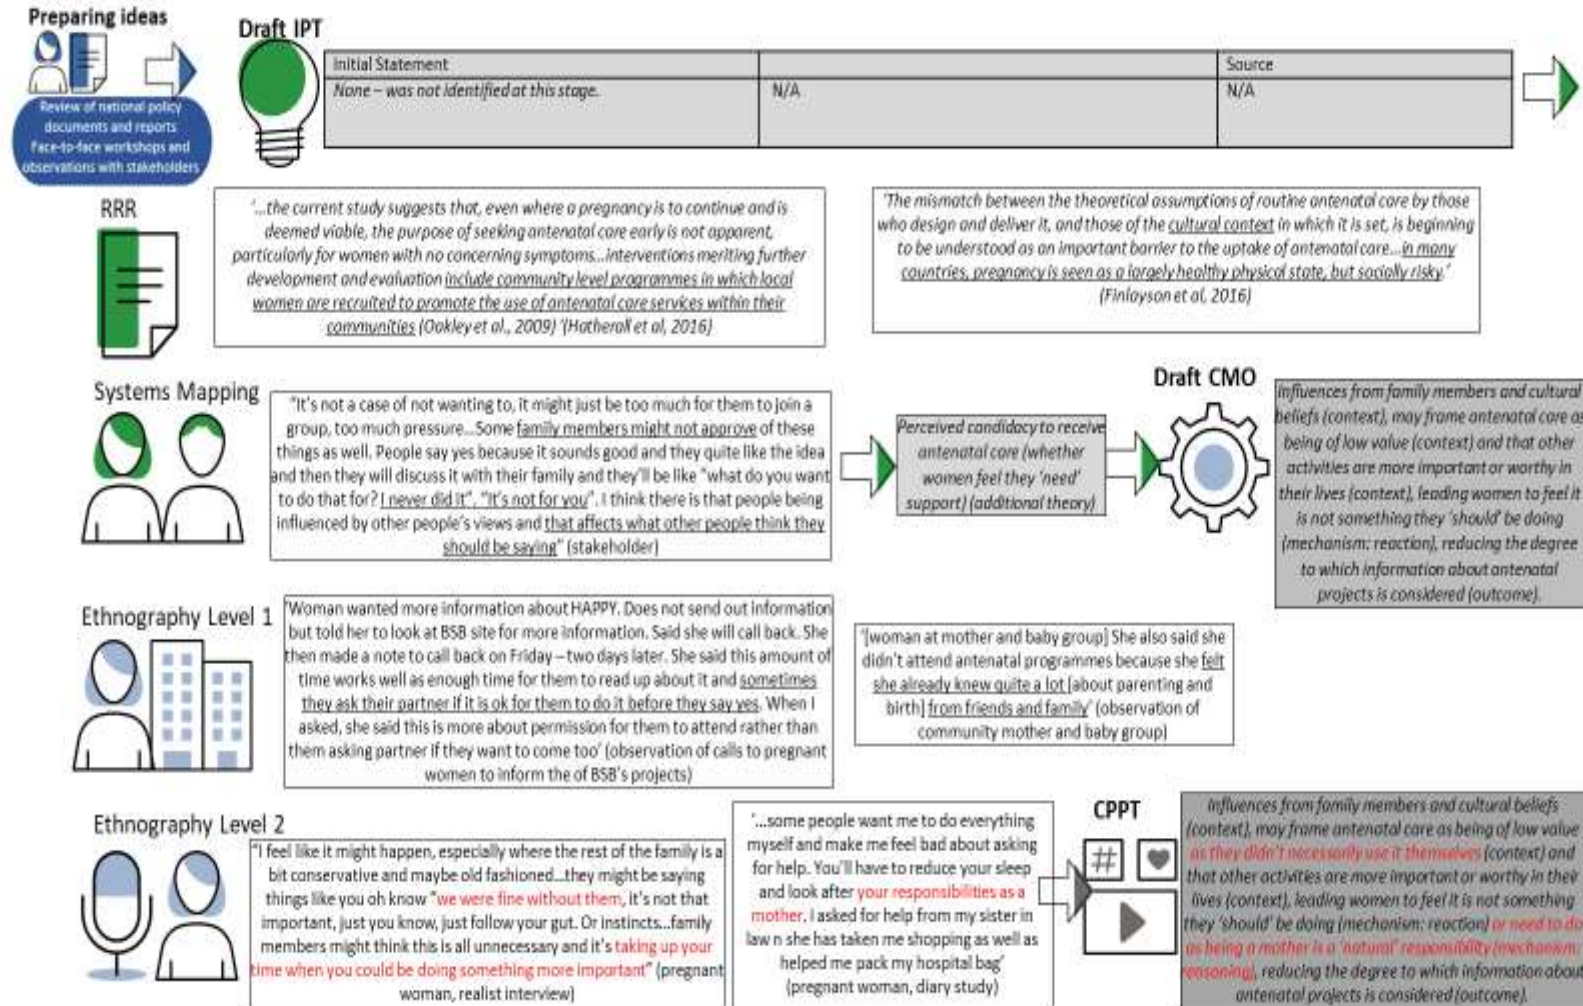 Preparing ideas
Review of national policy
documents and reports
Face-to-face workshops and
observations with stakeholders
Draft IPT
Initial Statement
Source
None – was not identified at this stage.
N/A
N/A
RRR
'...the current study suggests that, even where a pregnancy is to continue and is
deemed viable, the purpose of seeking antenatal care early is not apparent,
particularly for women with no concerning symptoms...interventions meriting further
development and evaluation include community level programmes in which local
women are recruited to promote the use of antenatal care services within their
communities (Oakley et al., 2009) '(Hatherall et al, 2016)
'The mismatch between the theoretical assumptions of routine antenatal care by those
who design and deliver it, and those of the cultural context in which it is set, is beginning
to be understood as an important barrier to the uptake of antenatal care...in many
countries, pregnancy is seen as a largely healthy physical state, but socially risky.'
(Finlayson et al, 2016)
Systems Mapping
"It's not a case of not wanting to, it might just be too much for them to join a
group, too much pressure...Some family members might not approve of these
things as well. People say yes because it sounds good and they quite like the idea
and then they will discuss it with their family and they'll be like "what do you want
to do that for? I never did it", "It's not for you". I think there is that people being
influenced by other people's views and that affects what other people think they
should be saying" (stakeholder)
Perceived candidacy to receive
antenatal care (whether
women feel they 'need'
support) (additional theory)
Draft CMO
Influences from family members and cultural
beliefs (context), may frame antenatal care as
being of low value (context) and that other
activities are more important or worthy in
their lives (context), leading women to feel it
is not something they 'should' be doing
(mechanism: reaction), reducing the degree
to which information about antenatal
projects is considered (outcome).
Ethnography Level 1
'Woman wanted more information about HAPPY. Does not send out information
but told her to look at BSB site for more information. Said she will call back. She
then made a note to call back on Friday – two days later. She said this amount of
time works well as enough time for them to read up about it and sometimes
they ask their partner if it is ok for them to do it before they say yes. When I
asked, she said this is more about permission for them to attend rather than
them asking partner if they want to come too' (observation of calls to pregnant
women to inform the of BSB's projects)
'[woman at mother and baby group] She also said she
didn't attend antenatal programmes because she felt
she already knew quite a lot [about parenting and
birth] from friends and family' (observation of
community mother and baby group)
Ethnography Level 2
"I feel like it might happen, especially where the rest of the family is a
bit conservative and maybe old fashioned...they might be saying
things like you oh know "we were fine without them, it's not that
important, just you know, just follow your gut. Or instincts...family
members might think this is all unnecessary and it's taking up your
time when you could be doing something more important" (pregnant
woman, realist interview)
'...some people want me to do everything
myself and make me feel bad about asking
for help. You'll have to reduce your sleep
and look after your responsibilities as a
mother. I asked for help from my sister in
law n she has taken me shopping as well as
helped me pack my hospital bag'
(pregnant woman, diary study)
CPPT
#
Influences from family members and cultural beliefs
(context), may frame antenatal care as being of low value
as they didn't necessarily use it themselves (context) and
that other activities are more important or worthy in their
lives (context), leading women to feel it is not something
they 'should' be doing (mechanism: reaction) or need to do
as being a mother is a 'natural' responsibility (mechanism:
reasoning), reducing the degree to which information about
antenatal projects is considered (outcome).